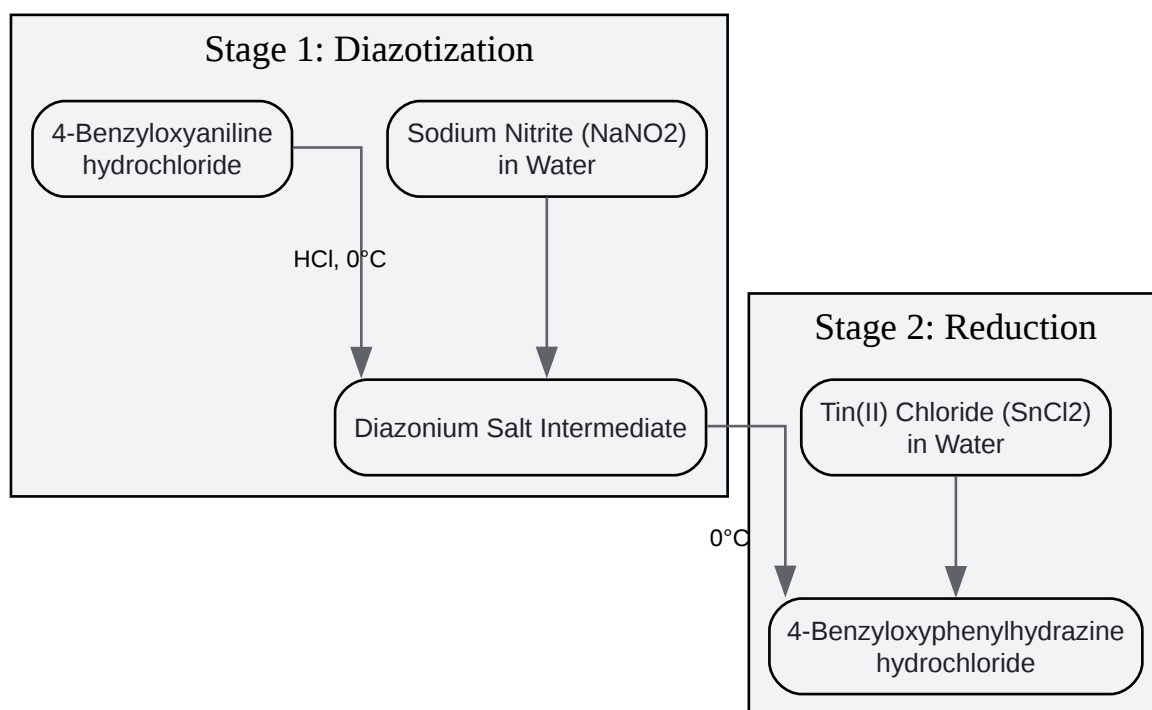 Stage 1: Diazotization
4-Benzyloxyaniline
hydrochloride
Sodium Nitrite (NaNO2)
in Water
HCl, 0°C
Diazonium Salt Intermediate
Stage 2: Reduction
Tin(II) Chloride (SnCl2)
in Water
0°C
4-Benzyloxyphenylhydrazine
hydrochloride